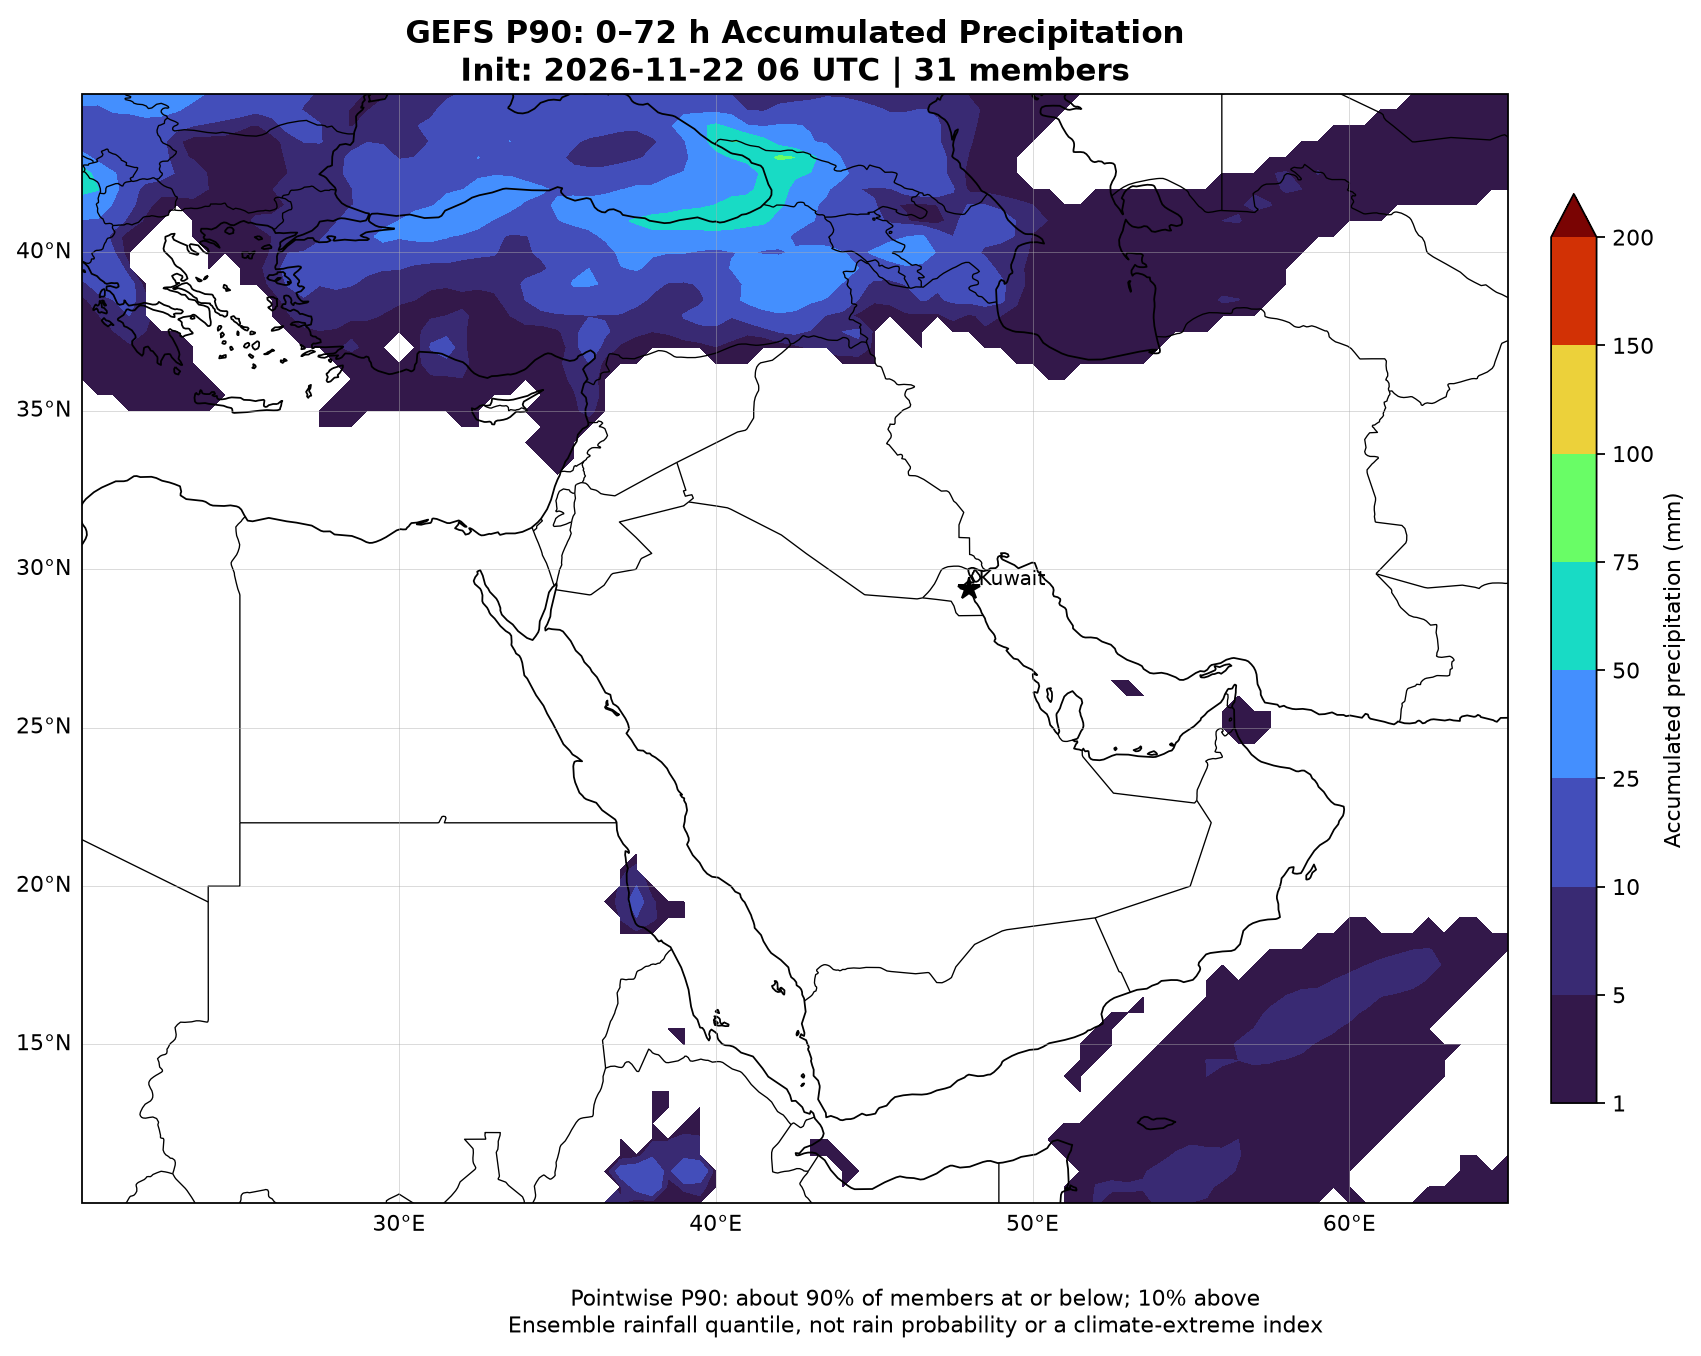 GEFS P90: 0–72 h Accumulated Precipitation
Init: 2026-11-22 06 UTC | 31 members
40°N
35°N
30°N
25°N
20°N
15°N
Kuwait
30°E
40°E
50°E
60°E
200
150
100
75
50
25
10
5
1
Accumulated precipitation (mm)
Pointwise P90: about 90% of members at or below; 10% above
Ensemble rainfall quantile, not rain probability or a climate-extreme index